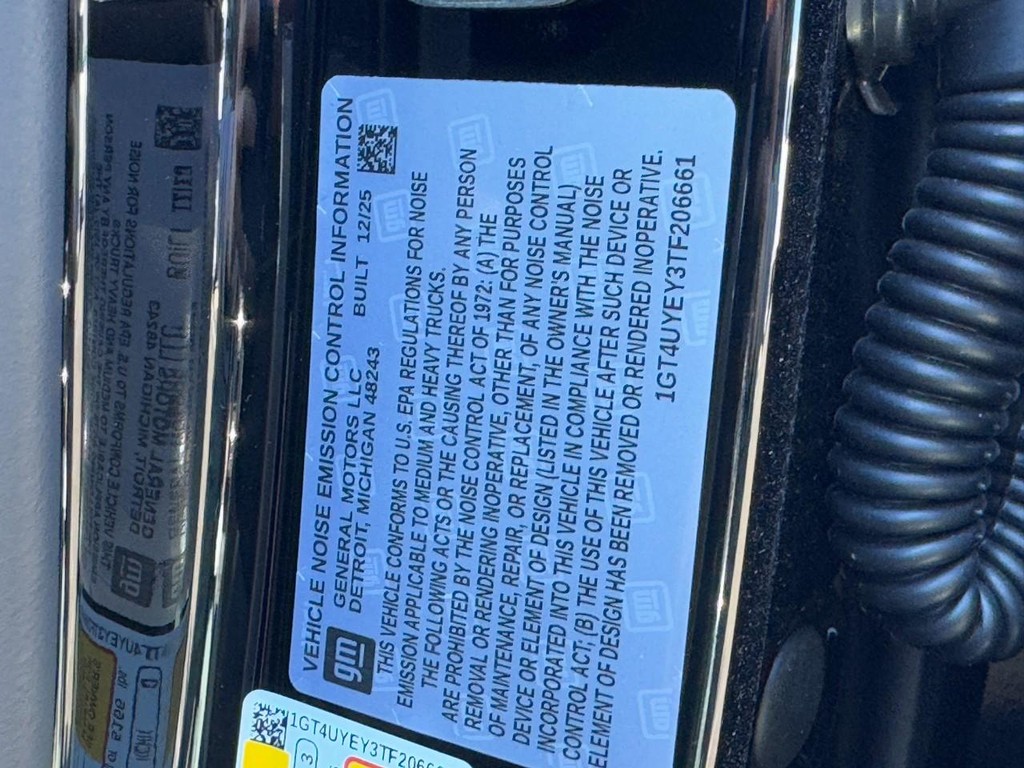 VEHICLE NOISE EMISSION CONTROL INFORMATION
gm
GENERAL MOTORS LLC
BUILT 12/25
DETROIT, MICHIGAN 48243
THIS VEHICLE CONFORMS TO U.S. EPA REGULATIONS FOR NOISE
EMISSION APPLICABLE TO MEDIUM AND HEAVY TRUCKS.
THE FOLLOWING ACTS OR THE CAUSING THEREOF BY ANY PERSON
ARE PROHIBITED BY THE NOISE CONTROL ACT OF 1972: (A) THE
REMOVAL OR RENDERING INOPERATIVE, OTHER THAN FOR PURPOSES
OF MAINTENANCE, REPAIR, OR REPLACEMENT, OF ANY NOISE CONTROL
DEVICE OR ELEMENT OF DESIGN (LISTED IN THE OWNER'S MANUAL)
INCORPORATED INTO THIS VEHICLE IN COMPLIANCE WITH THE NOISE
CONTROL ACT; (B) THE USE OF THIS VEHICLE AFTER SUCH DEVICE OR
ELEMENT OF DESIGN HAS BEEN REMOVED OR RENDERED INOPERATIVE.
1GT4UYEY3TF206661
1GT4UYEY3TF2066
3